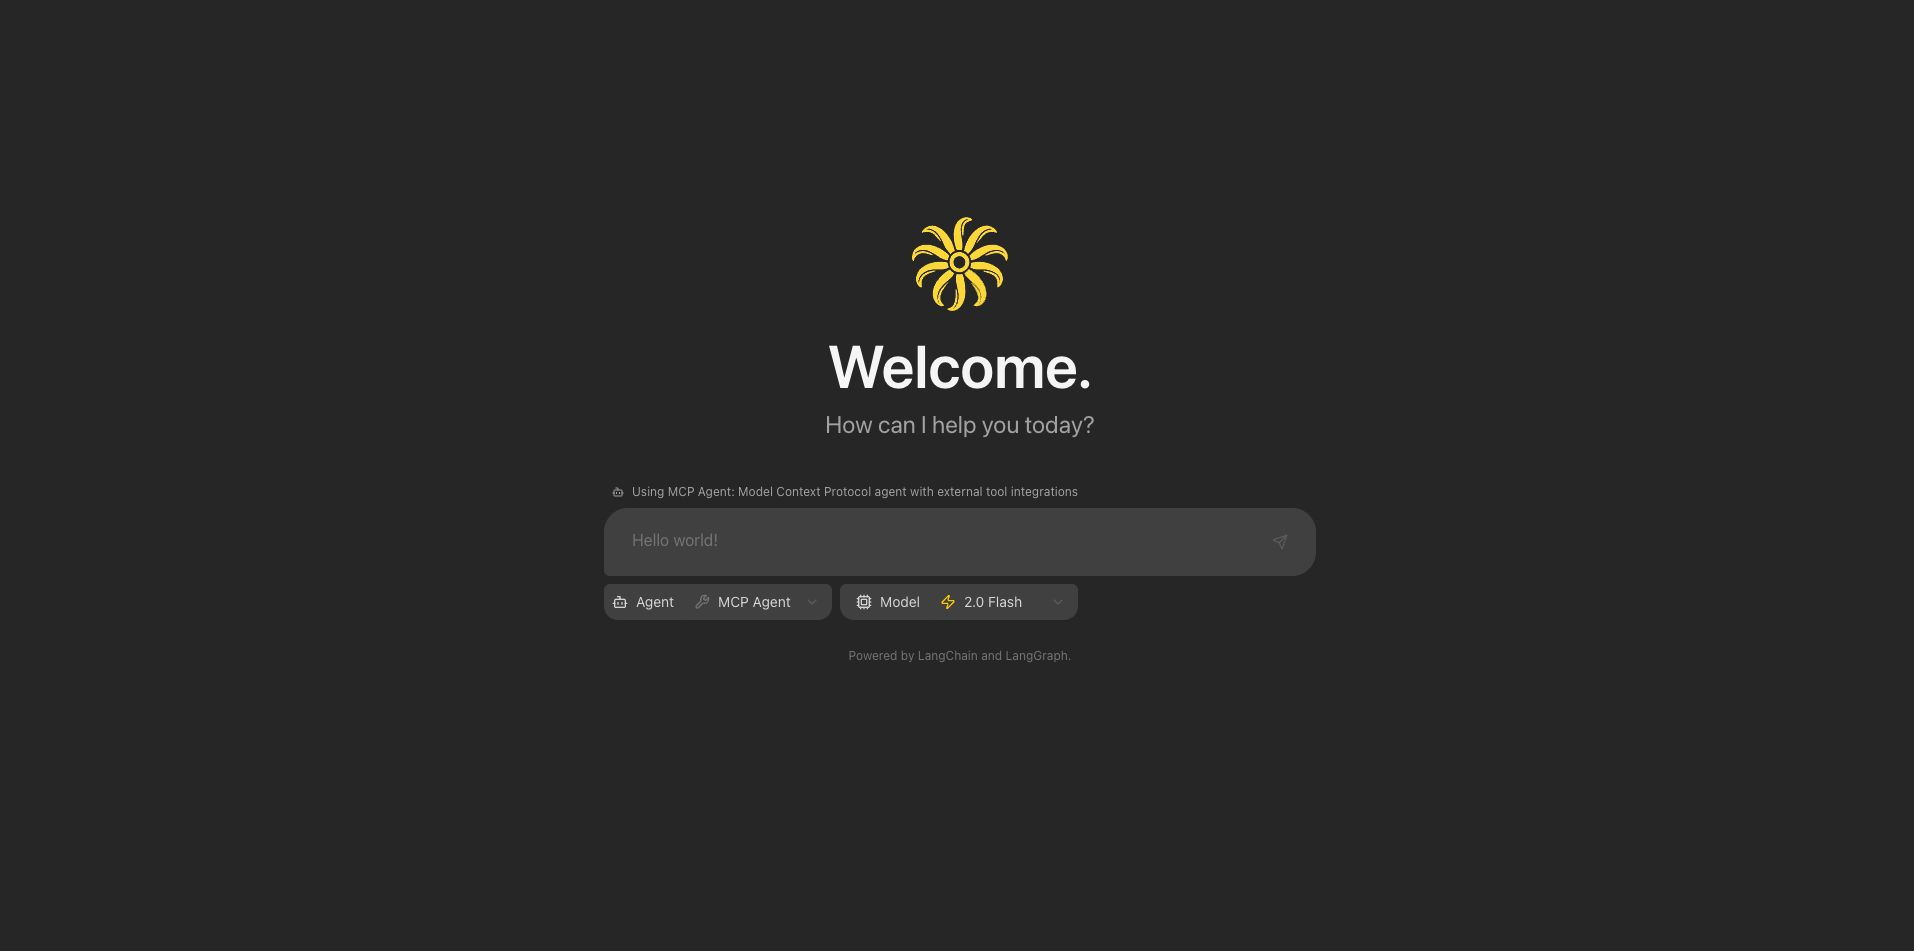 Welcome.
How can I help you today?
Using MCP Agent: Model Context Protocol agent with external tool integrations
Hello world!
Agent MCP Agent Model 2.0 Flash
Powered by LangChain and LangGraph.